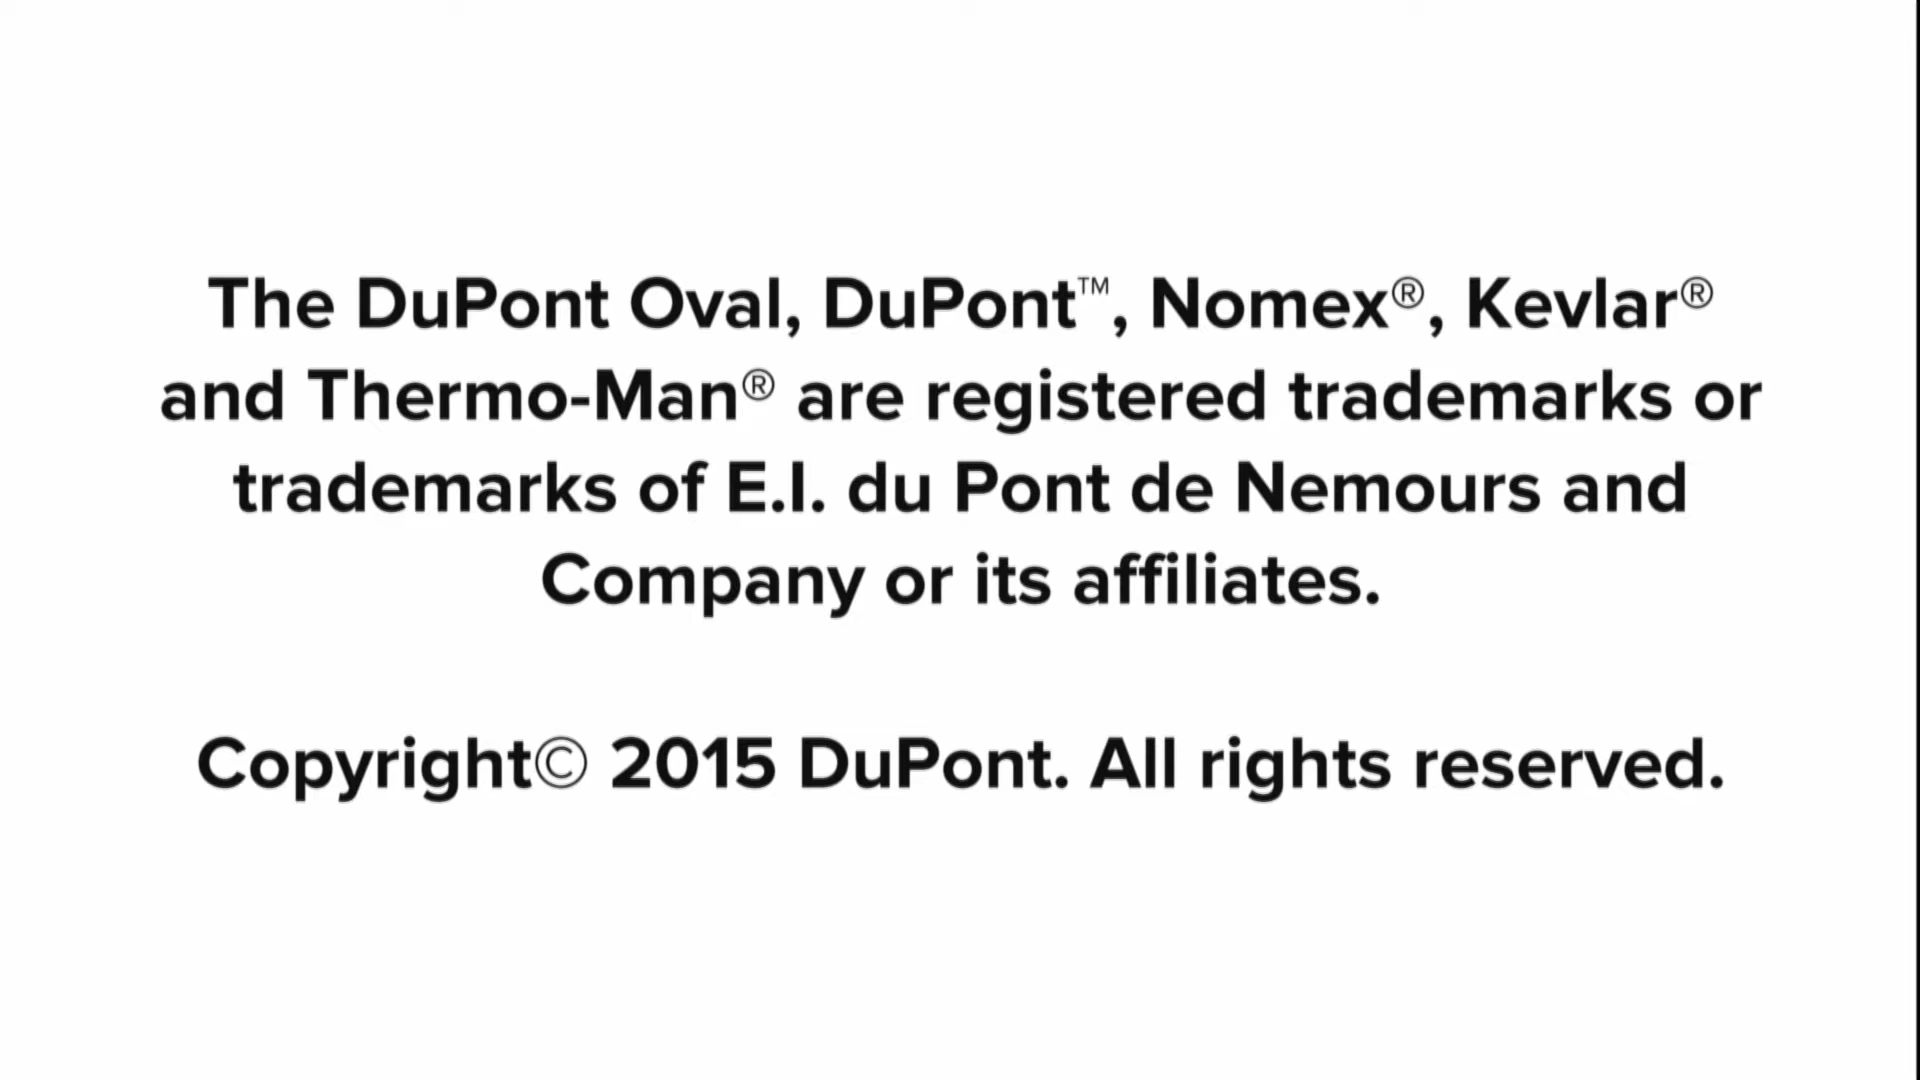 The DuPont Oval, DuPont™, Nomex®, Kevlar®
and Thermo-Man® are registered trademarks or
trademarks of E.I. du Pont de Nemours and
Company or its affiliates.
Copyright© 2015 DuPont. All rights reserved.